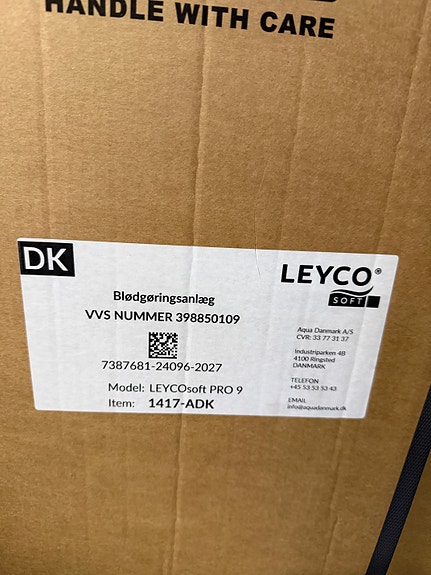 HANDLE WITH CARE
DK
LEYCO®
SOFT
Blødgøringsanlæg
VVS NUMMER 398850109
7387681-24096-2027
Model: LEYCOsoft PRO 9
Item: 1417-ADK
Aqua Danmark A/S
CVR: 33 77 31 37
Industriparken 4B
4100 Ringsted
DANMARK
TELEFON
+45 53 53 53 43
EMAIL
info@aquadanmark.dk